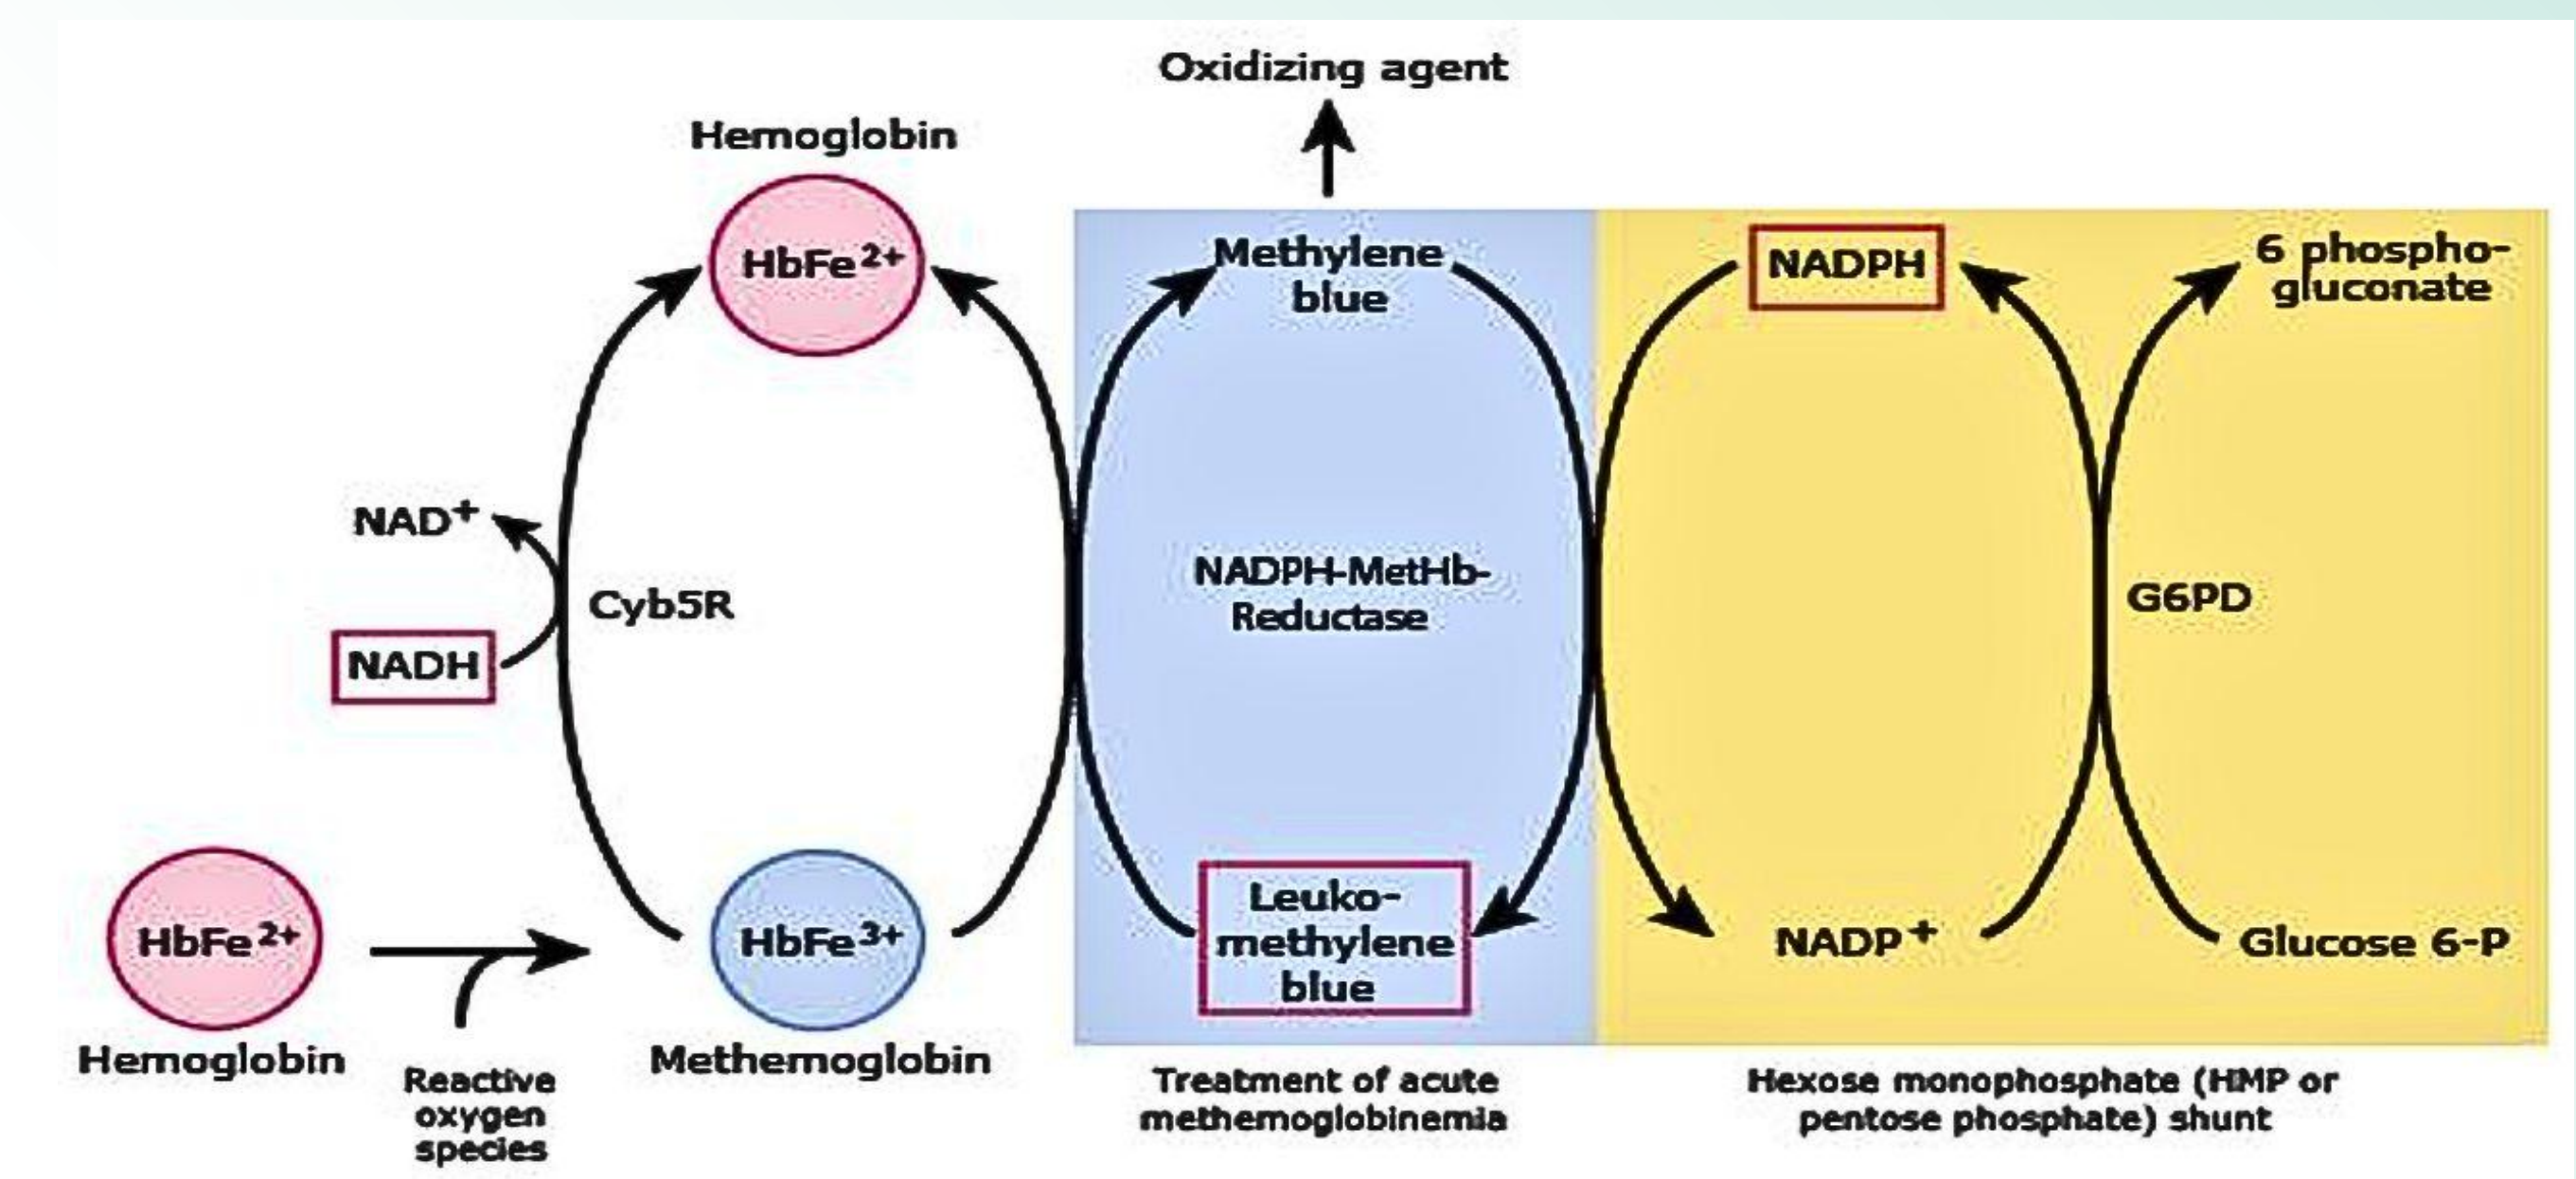 Oxidizing agent
Hemoglobin
HbFe2+
Methylene
blue
NADPH
6 phospho-
gluconate
NAD+
NADH
Cyb5R
NADPH-MetHb-
Reductase
G6PD
HbFe2+
Hemoglobin
Reactive
oxygen
species
HbFe3+
Methemoglobin
Leuko-
methylene
blue
NADP+
Glucose 6-P
Treatment of acute
methemoglobinemia
Hexose monophosphate (HMP or
pentose phosphate) shunt